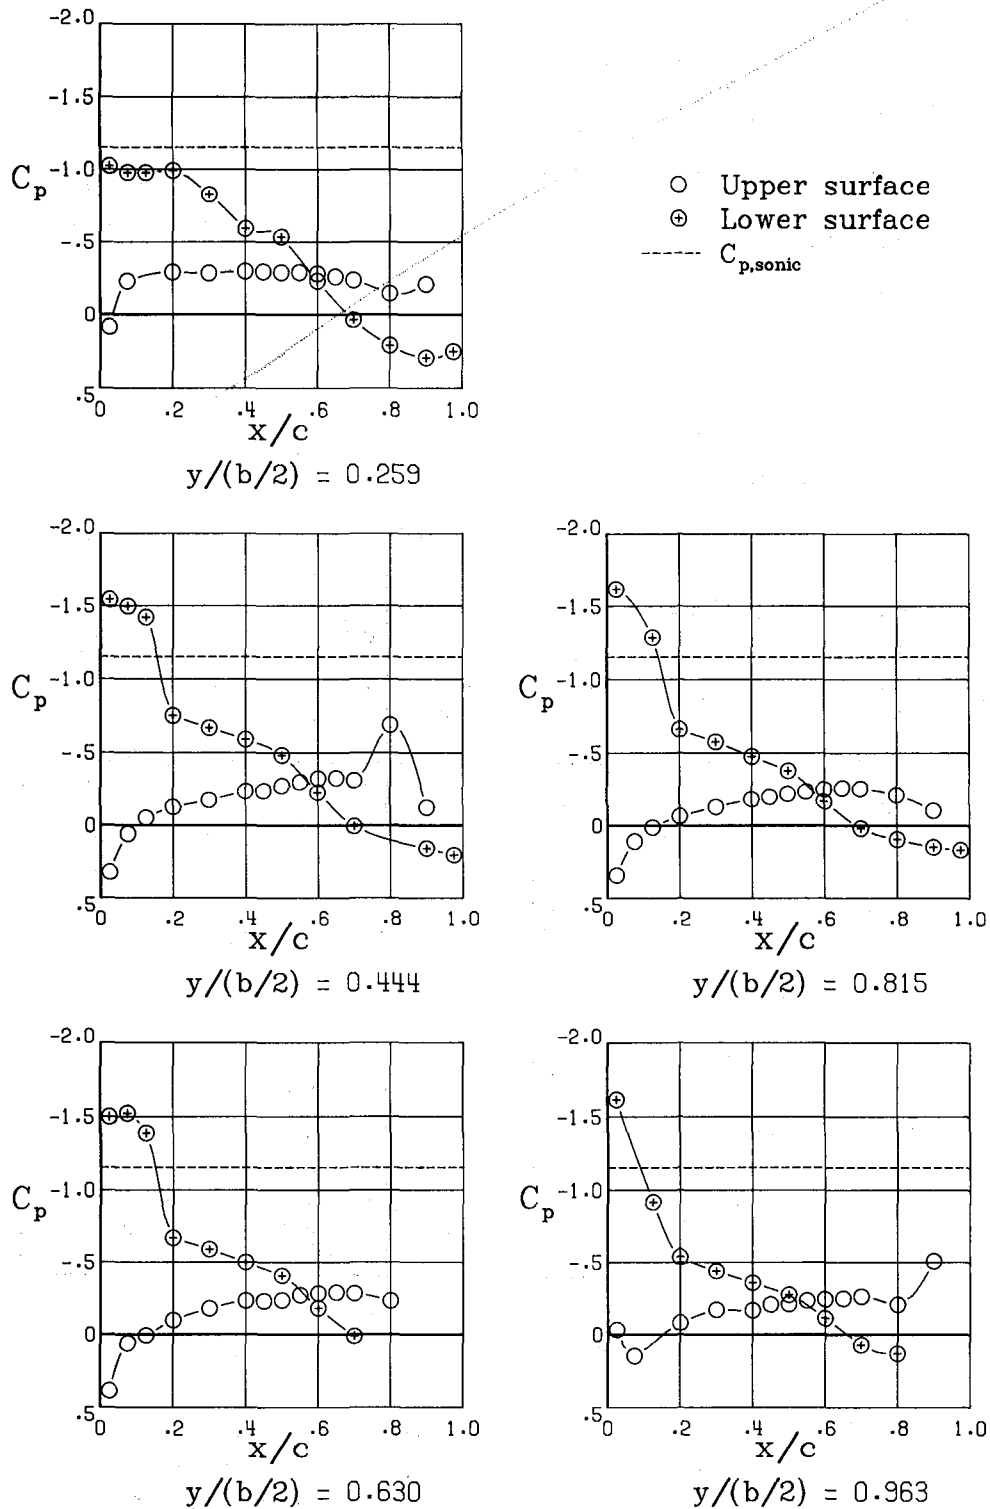 -2.0
-1.5
-1.0
-.5
0
.5
C_p
0 .2 .4 .6 .8 1.0
x/c
y/(b/2) = 0.259
○ Upper surface
⊕ Lower surface
----- C_p,sonic
-2.0
-1.5
-1.0
-.5
0
.5
C_p
0 .2 .4 .6 .8 1.0
x/c
y/(b/2) = 0.444
-2.0
-1.5
-1.0
-.5
0
.5
C_p
0 .2 .4 .6 .8 1.0
x/c
y/(b/2) = 0.815
-2.0
-1.5
-1.0
-.5
0
.5
C_p
0 .2 .4 .6 .8 1.0
x/c
y/(b/2) = 0.630
-2.0
-1.5
-1.0
-.5
0
.5
C_p
0 .2 .4 .6 .8 1.0
x/c
y/(b/2) = 0.963